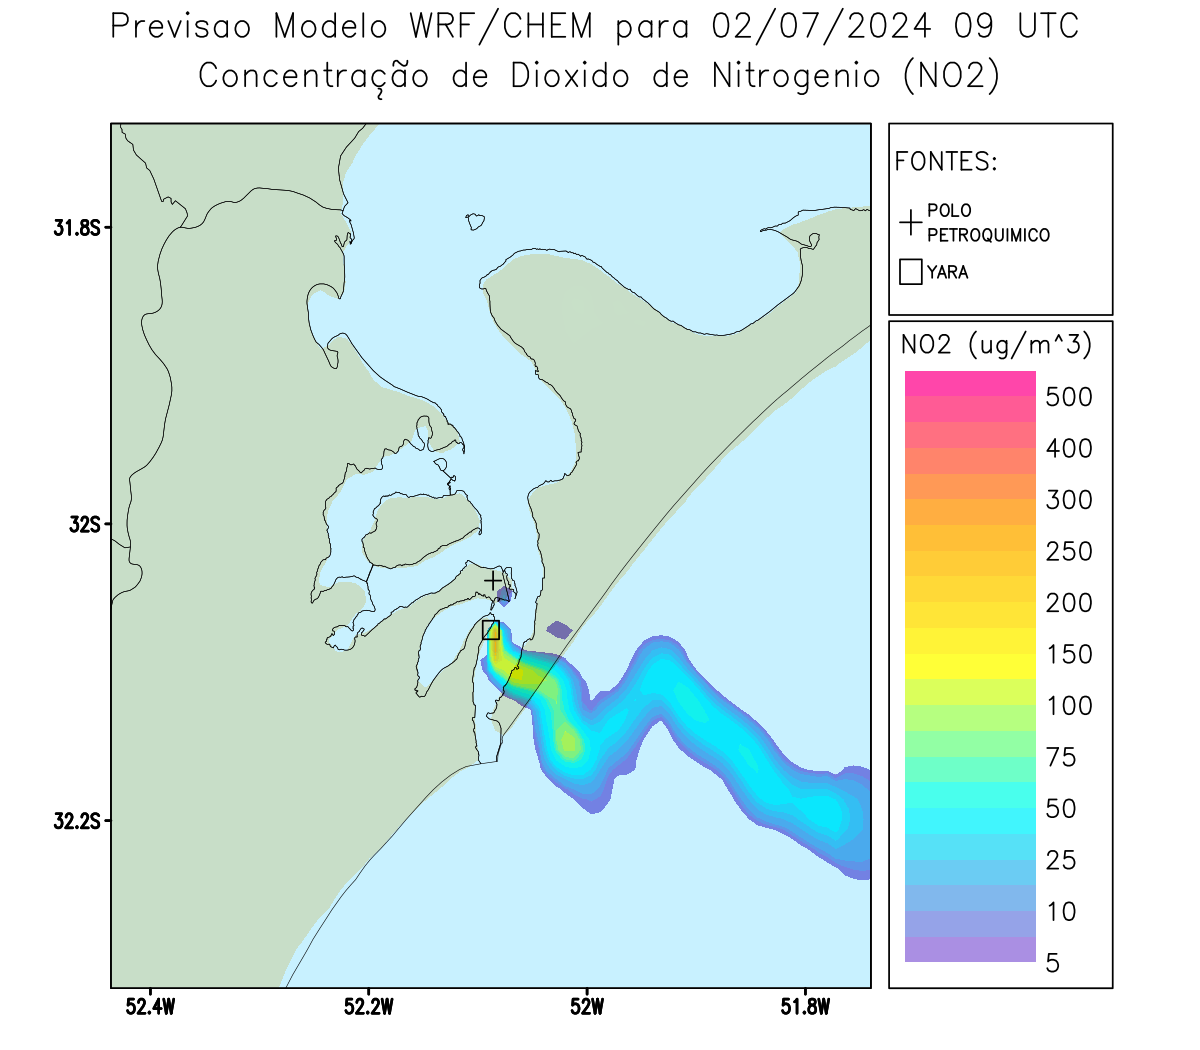 Previsao Modelo WRF/CHEM para 02/07/2024 09 UTC
Concentração de Dioxido de Nitrogenio (NO2)
FONTES:
POLO
PETROQUIMICO
YARA
NO2 (ug/m^3)
500
400
300
250
200
150
100
75
50
25
10
5
31.8S
32S
32.2S
52.4W
52.2W
52W
51.8W